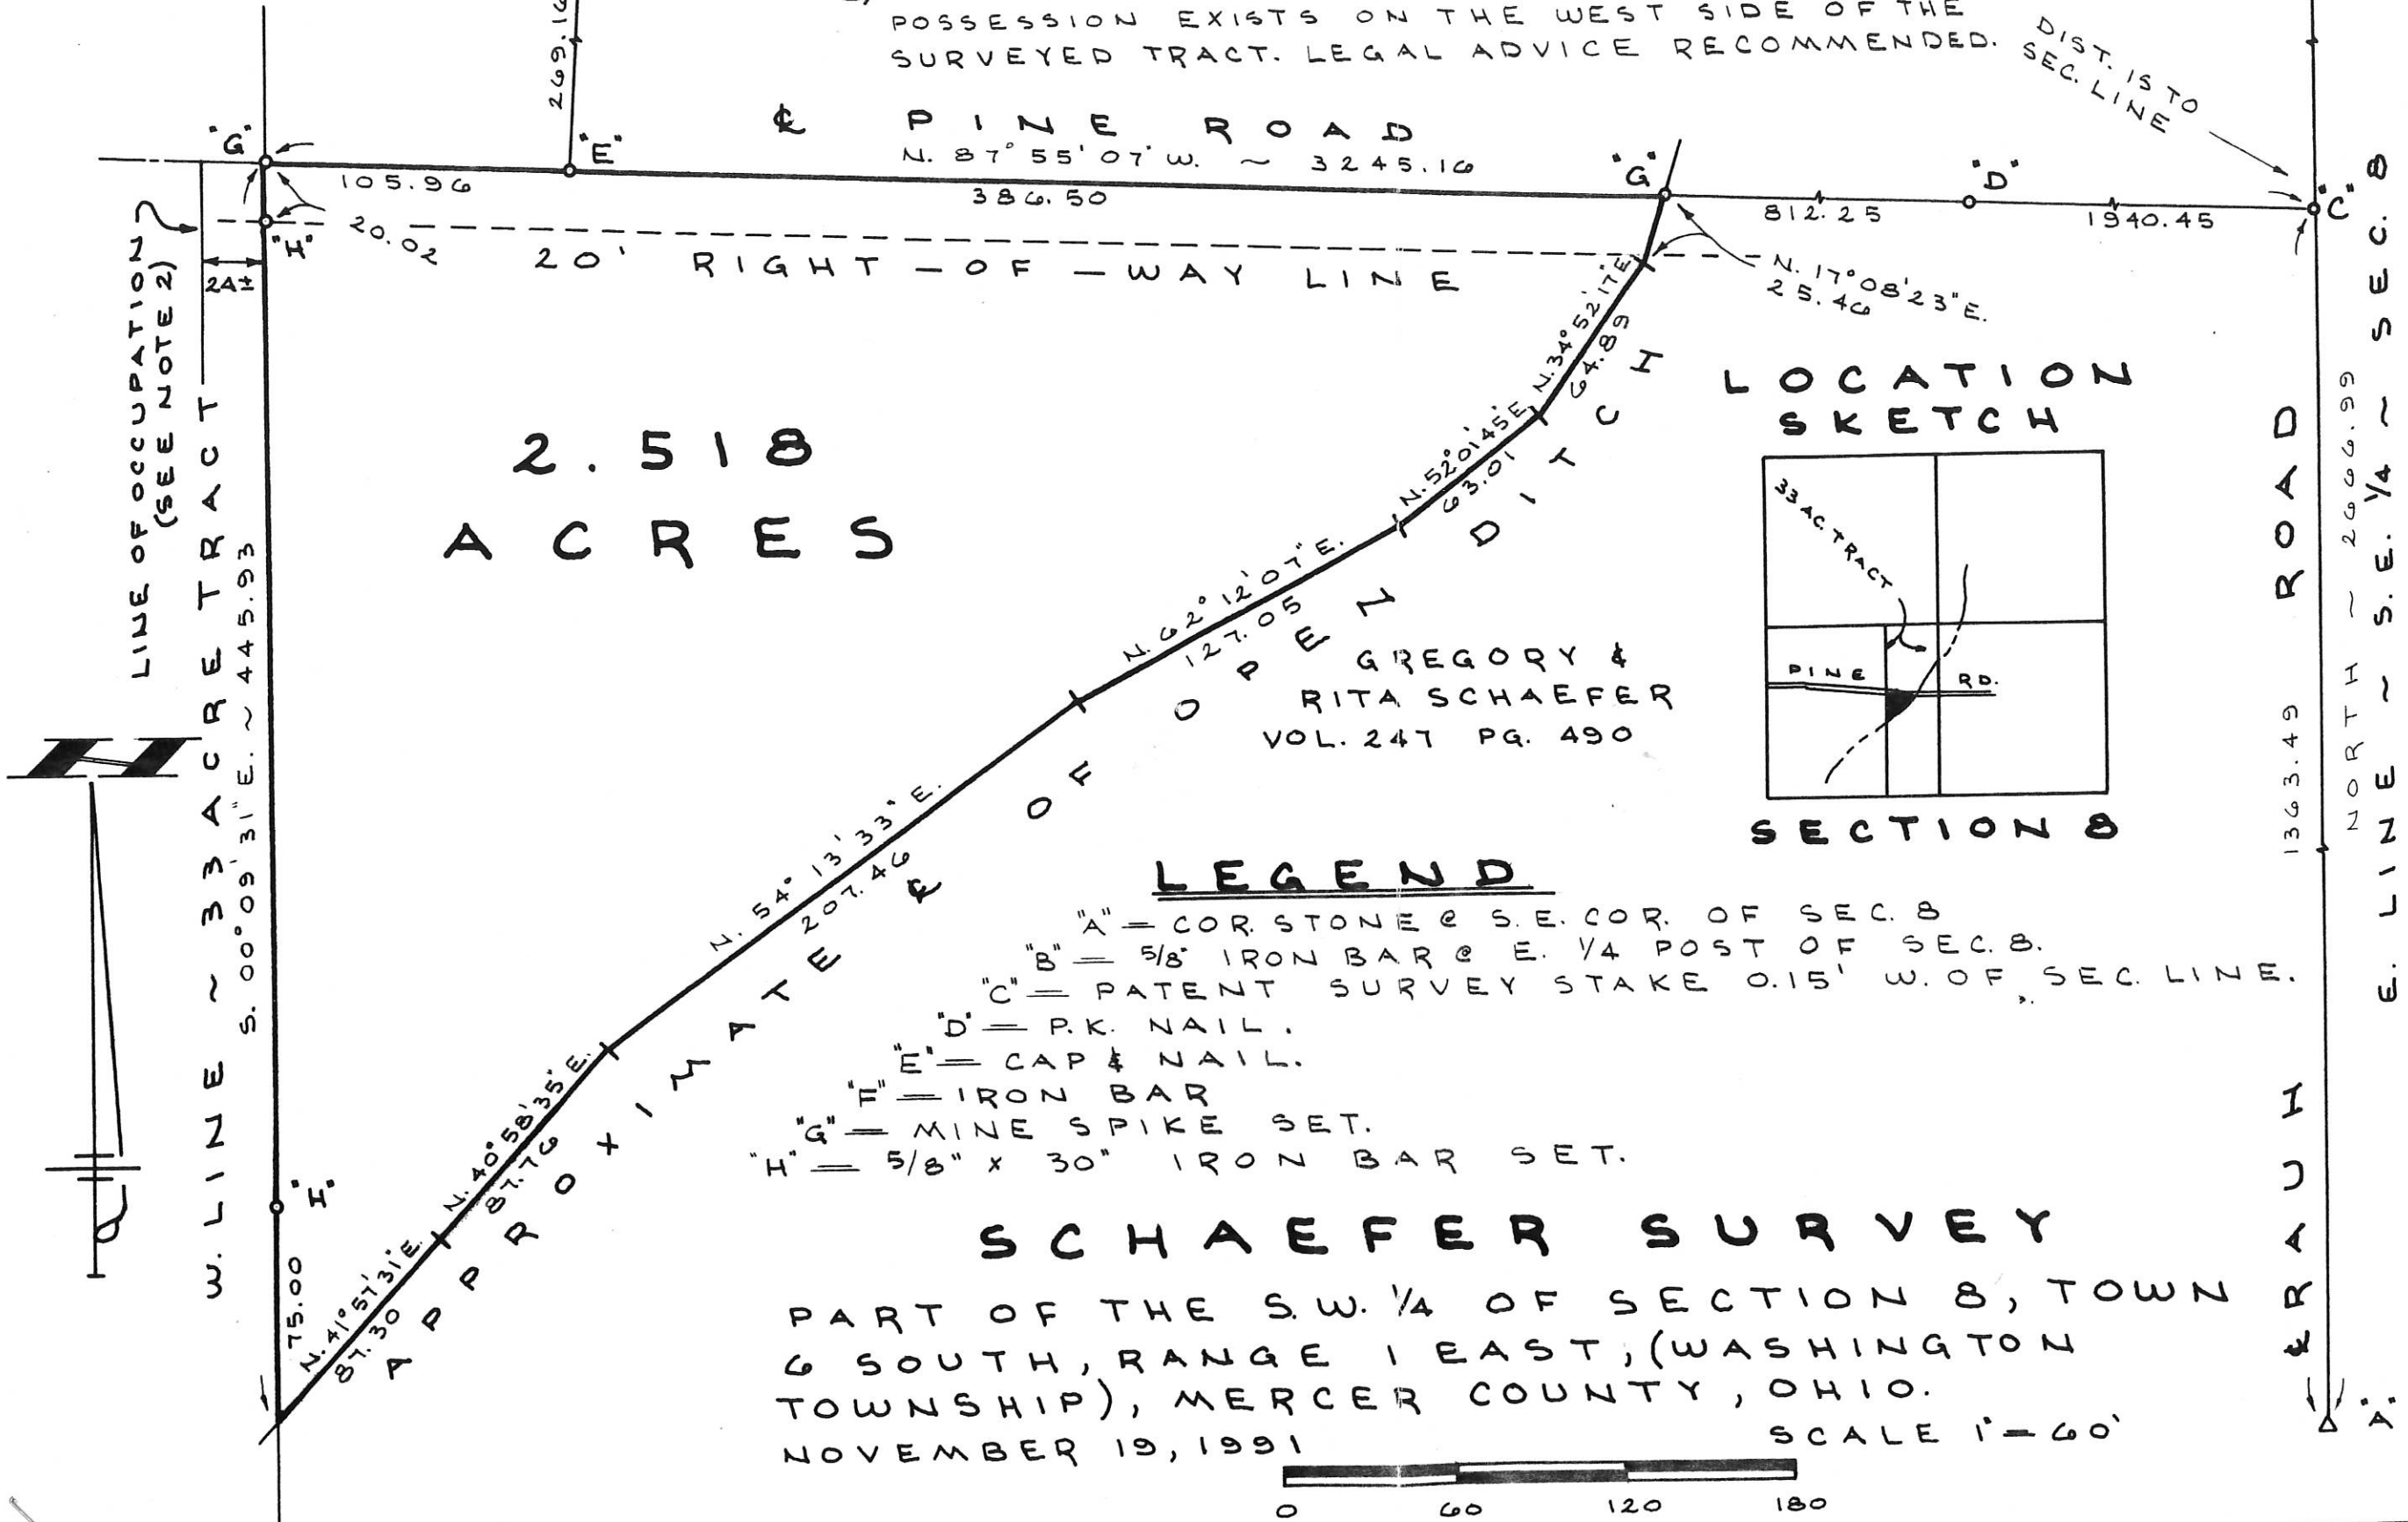 269.16
POSSESSION EXISTS ON THE WEST SIDE OF THE
SURVEYED TRACT. LEGAL ADVICE RECOMMENDED.
DIST. IS TO
SEC. LINE
℄ PINE ROAD
N. 87° 55' 07" W. ~ 3245.16
"G"
"E"
"G"
"D"
"C"
105.96
386.50
812.25
1940.45
20.02
"H"
20' RIGHT-OF-WAY LINE
24±
N. 17° 08' 23" E.
25.46
LINE OF OCCUPATION
(SEE NOTE 2)
W. LINE ~ 33 ACRE TRACT
S. 00° 09' 31" E. ~ 445.93
2.518
ACRES
N. 34° 52' 17" E.
64.89
N. 52° 01' 45" E.
63.01
N. 62° 12' 07" E.
127.05
N. 54° 13' 33" E.
207.46
N. 40° 58' 35" E.
87.76
N. 41° 57' 31" E.
87.30
APPROXIMATE ℄ OF OPEN DITCH
"H"
75.00
GREGORY &
RITA SCHAEFER
VOL. 247 PG. 490
LOCATION
SKETCH
33 AC. TRACT
PINE RD.
SECTION 8
℄ RAUH ROAD
1363.49
NORTH ~ 2666.99
E. LINE ~ S.E. 1/4 ~ SEC. 8
"A"
LEGEND
"A" = COR. STONE @ S.E. COR. OF SEC. 8
"B" = 5/8" IRON BAR @ E. 1/4 POST OF SEC. 8.
"C" = PATENT SURVEY STAKE 0.15' W. OF SEC. LINE.
"D" = P.K. NAIL.
"E" = CAP & NAIL.
"F" = IRON BAR
"G" = MINE SPIKE SET.
"H" = 5/8" x 30" IRON BAR SET.
SCHAEFER SURVEY
PART OF THE S.W. 1/4 OF SECTION 8, TOWN
6 SOUTH, RANGE 1 EAST, (WASHINGTON
TOWNSHIP), MERCER COUNTY, OHIO.
NOVEMBER 19, 1991
SCALE 1" = 60'
0 60 120 180